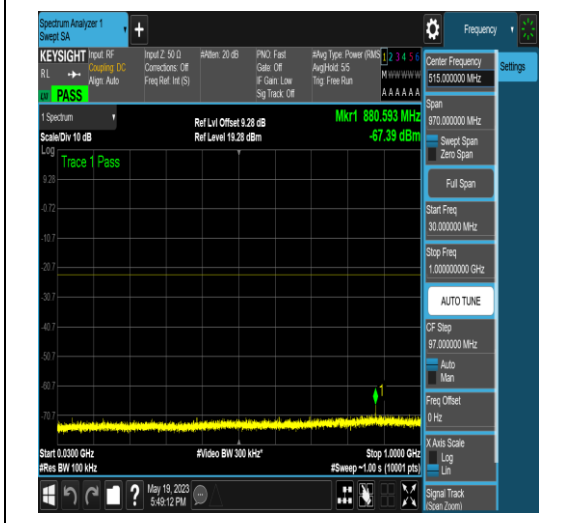 Spectrum Analyzer 1
Swept SA
Frequency
KEYSIGHT
Input: RF
Coupling: DC
Align: Auto
Input Z: 50 Ω
Corrections: Off
Freq Ref: Int (S)
#Atten: 20 dB
PNO: Fast
Gate: Off
IF Gain: Low
Sig Track: Off
#Avg Type: Power (RMS
Avg|Hold: 5/5
Trig: Free Run
1 2 3 4 5 6
M W W W W W
A A A A A A
RL
PASS
1 Spectrum
Scale/Div 10 dB
Ref Lvl Offset 9.28 dB
Ref Level 19.28 dBm
Mkr1 880.593 MHz
-67.39 dBm
Log
Trace 1 Pass
9.28
-0.72
-10.7
-20.7
-30.7
-40.7
-50.7
-60.7
-70.7
1
Start 0.0300 GHz
#Res BW 100 kHz
#Video BW 300 kHz*
Stop 1.0000 GHz
#Sweep ~1.00 s (10001 pts)
?
May 19, 2023
5:49:12 PM
Center Frequency
515.000000 MHz
Span
970.000000 MHz
Swept Span
Zero Span
Full Span
Start Freq
30.000000 MHz
Stop Freq
1.000000000 GHz
AUTO TUNE
CF Step
97.000000 MHz
Auto
Man
Freq Offset
0 Hz
X Axis Scale
Log
Lin
Signal Track
(Span Zoom)
Settings